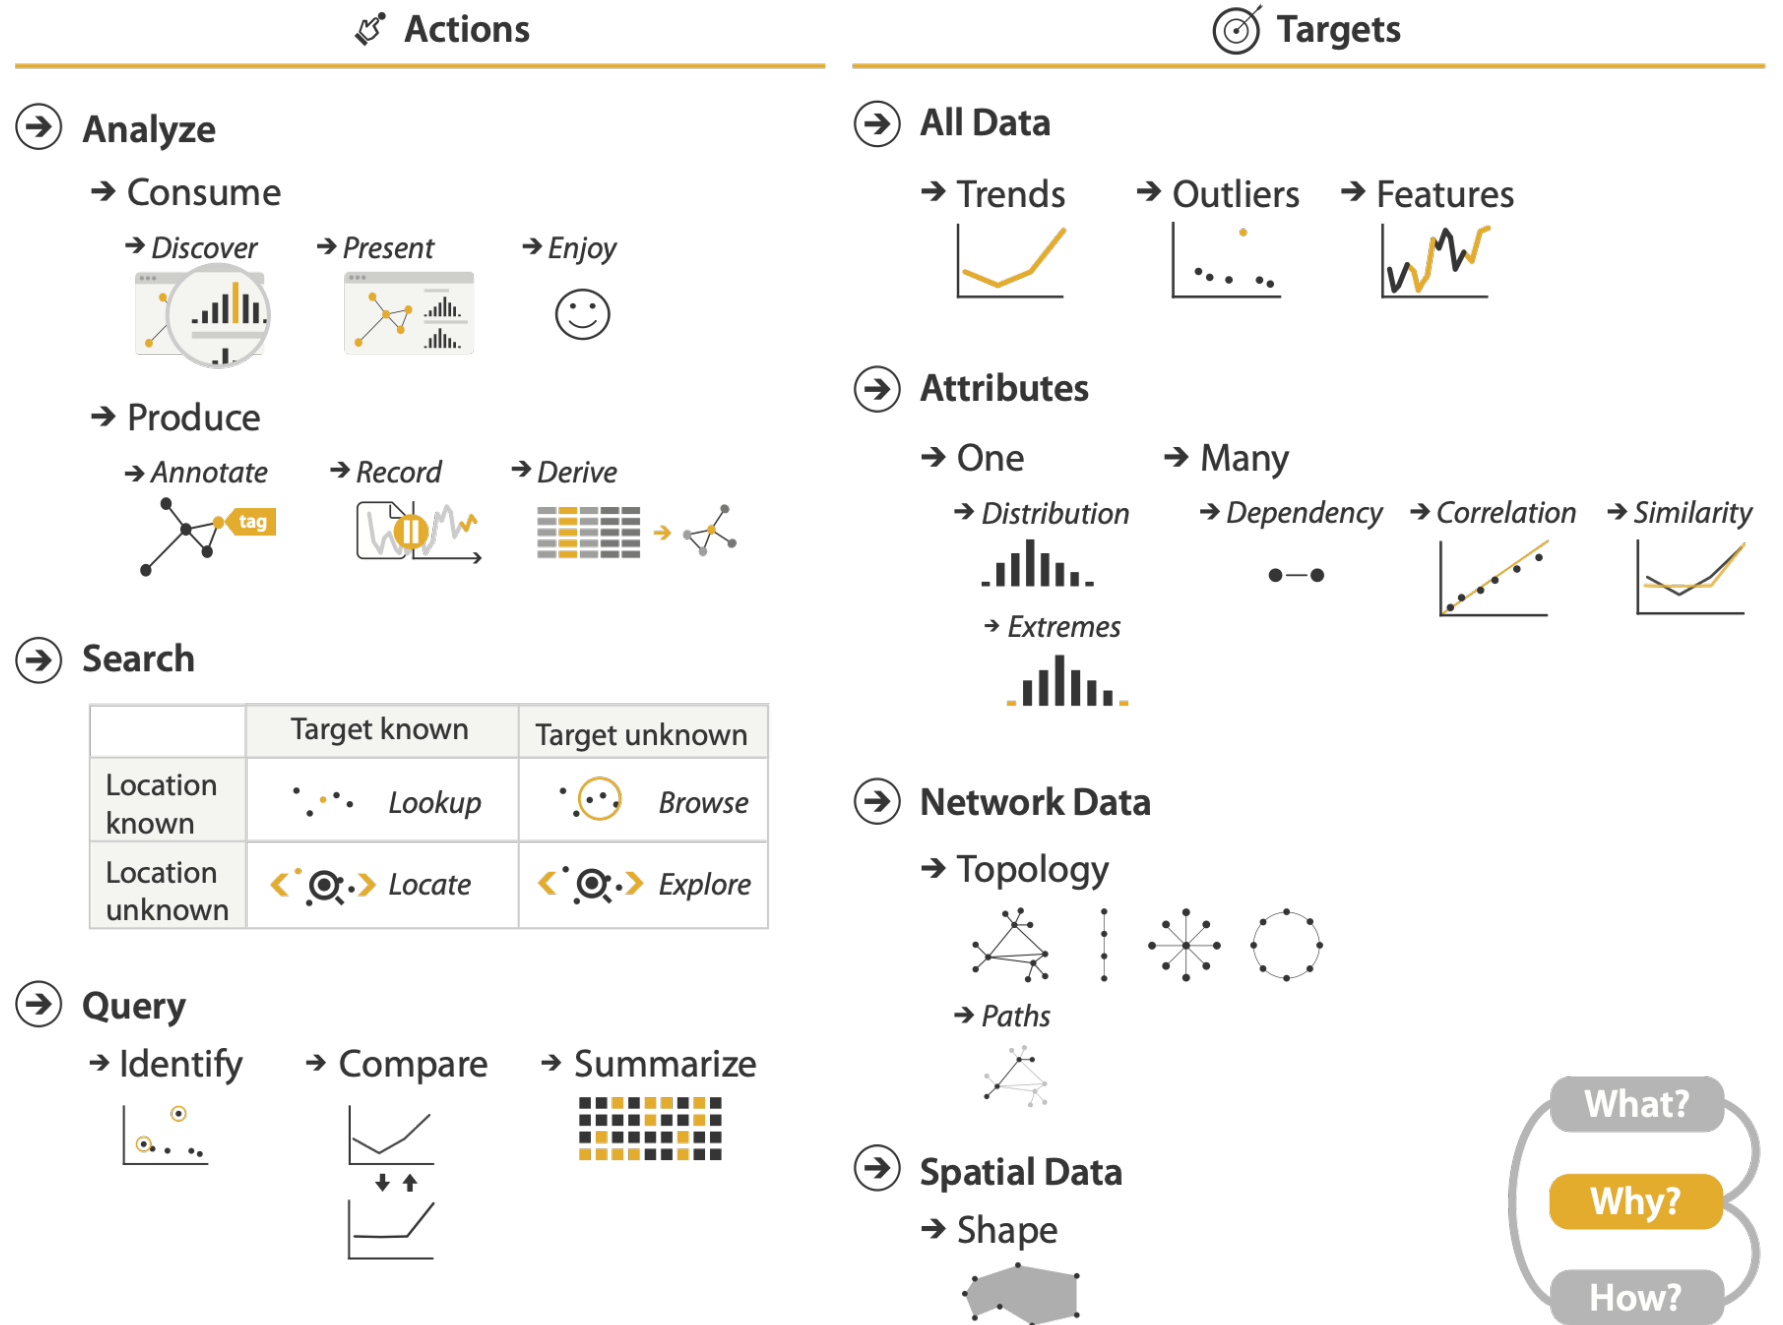 Actions
Analyze
→ Consume
→ Discover → Present → Enjoy
→ Produce
→ Annotate → Record → Derive
tag
Search
Target known Target unknown
Location known Lookup Browse
Location unknown Locate Explore
Query
→ Identify → Compare → Summarize
Targets
All Data
→ Trends → Outliers → Features
Attributes
→ One → Many
→ Distribution → Dependency → Correlation → Similarity
→ Extremes
Network Data
→ Topology
→ Paths
Spatial Data
→ Shape
What?
Why?
How?